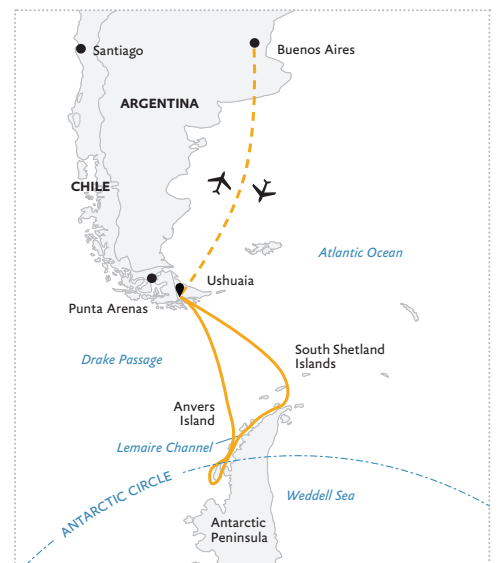 Santiago
Buenos Aires
ARGENTINA
CHILE
Atlantic Ocean
Ushuaia
Punta Arenas
South Shetland
Islands
Drake Passage
Anvers
Island
Lemaire Channel
ANTARCTIC CIRCLE
Weddell Sea
Antarctic
Peninsula